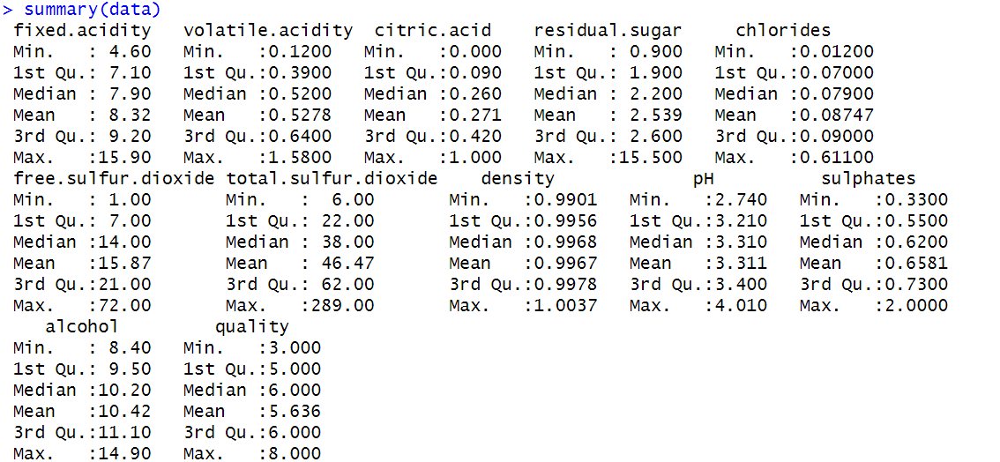 > summary(data)
 fixed.acidity   volatile.acidity  citric.acid    residual.sugar     chlorides
 Min.   : 4.60   Min.   :0.1200   Min.   :0.000   Min.   : 0.900   Min.   :0.01200
 1st Qu.: 7.10   1st Qu.:0.3900   1st Qu.:0.090   1st Qu.: 1.900   1st Qu.:0.07000
 Median : 7.90   Median :0.5200   Median :0.260   Median : 2.200   Median :0.07900
 Mean   : 8.32   Mean   :0.5278   Mean   :0.271   Mean   : 2.539   Mean   :0.08747
 3rd Qu.: 9.20   3rd Qu.:0.6400   3rd Qu.:0.420   3rd Qu.: 2.600   3rd Qu.:0.09000
 Max.   :15.90   Max.   :1.5800   Max.   :1.000   Max.   :15.500   Max.   :0.61100
 free.sulfur.dioxide total.sulfur.dioxide    density             pH          sulphates
 Min.   : 1.00       Min.   :  6.00       Min.   :0.9901   Min.   :2.740   Min.   :0.3300
 1st Qu.: 7.00       1st Qu.: 22.00       1st Qu.:0.9956   1st Qu.:3.210   1st Qu.:0.5500
 Median :14.00       Median : 38.00       Median :0.9968   Median :3.310   Median :0.6200
 Mean   :15.87       Mean   : 46.47       Mean   :0.9967   Mean   :3.311   Mean   :0.6581
 3rd Qu.:21.00       3rd Qu.: 62.00       3rd Qu.:0.9978   3rd Qu.:3.400   3rd Qu.:0.7300
 Max.   :72.00       Max.   :289.00       Max.   :1.0037   Max.   :4.010   Max.   :2.0000
    alcohol         quality
 Min.   : 8.40   Min.   :3.000
 1st Qu.: 9.50   1st Qu.:5.000
 Median :10.20   Median :6.000
 Mean   :10.42   Mean   :5.636
 3rd Qu.:11.10   3rd Qu.:6.000
 Max.   :14.90   Max.   :8.000